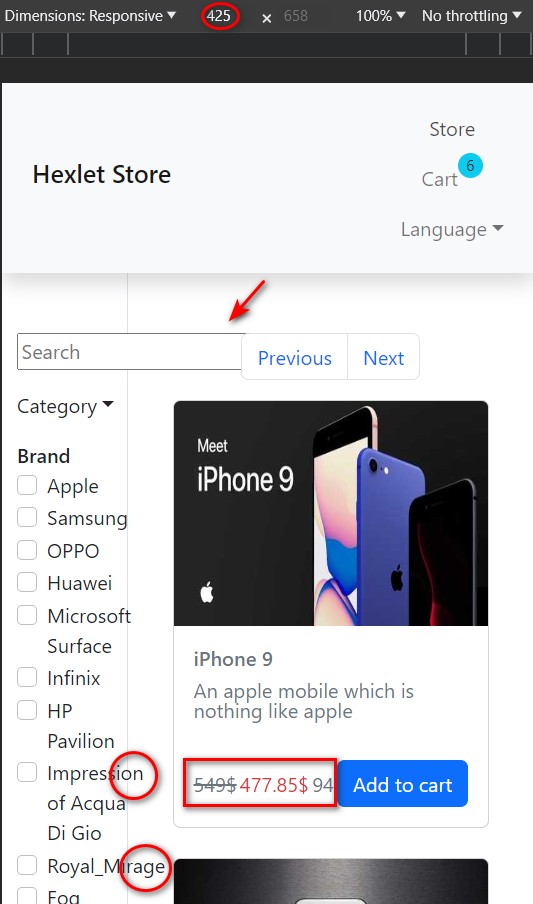 Dimensions: Responsive 425 × 658 100% No throttling
Store
Hexlet Store
Cart 6
Language
Search
Previous Next
Category
Meet
iPhone 9
Brand
Apple
Samsung
OPPO
Huawei
Microsoft
Surface
Infinix
HP
Pavilion
Impression
of Acqua
Di Gio
Royal_Mirage
Fog
iPhone 9
An apple mobile which is
nothing like apple
549$ 477.85$ 94
Add to cart